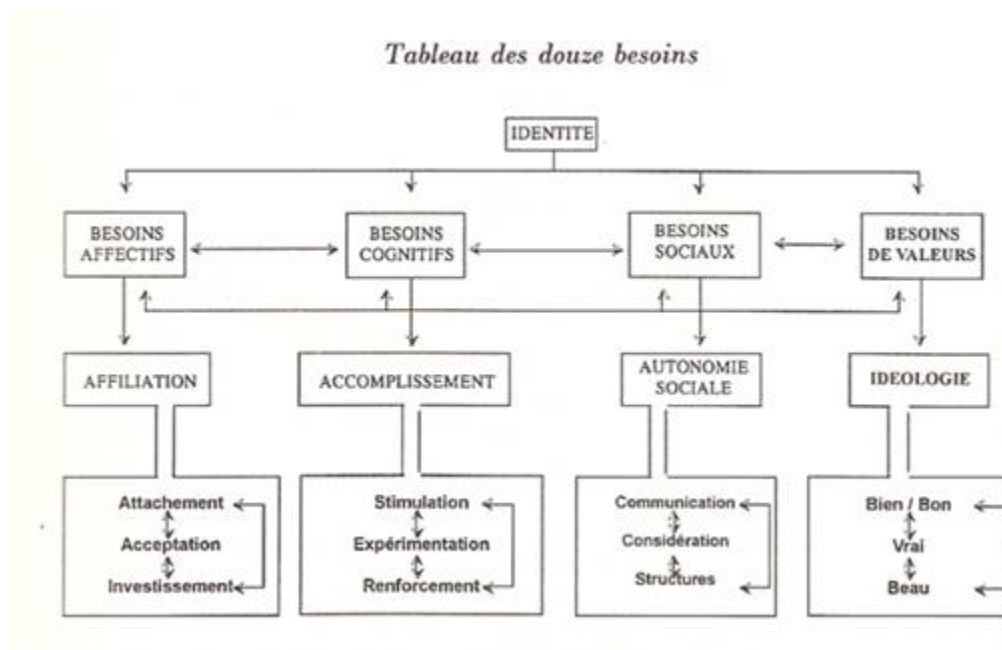 Tableau des douze besoins
IDENTITE
BESOINS
AFFECTIFS
BESOINS
COGNITIFS
BESOINS
SOCIAUX
BESOINS
DE VALEURS
AFFILIATION
ACCOMPLISSEMENT
AUTONOMIE
SOCIALE
IDEOLOGIE
Attachement
Acceptation
Investissement
Stimulation
Expérimentation
Renforcement
Communication
Considération
Structures
Bien / Bon
Vrai
Beau